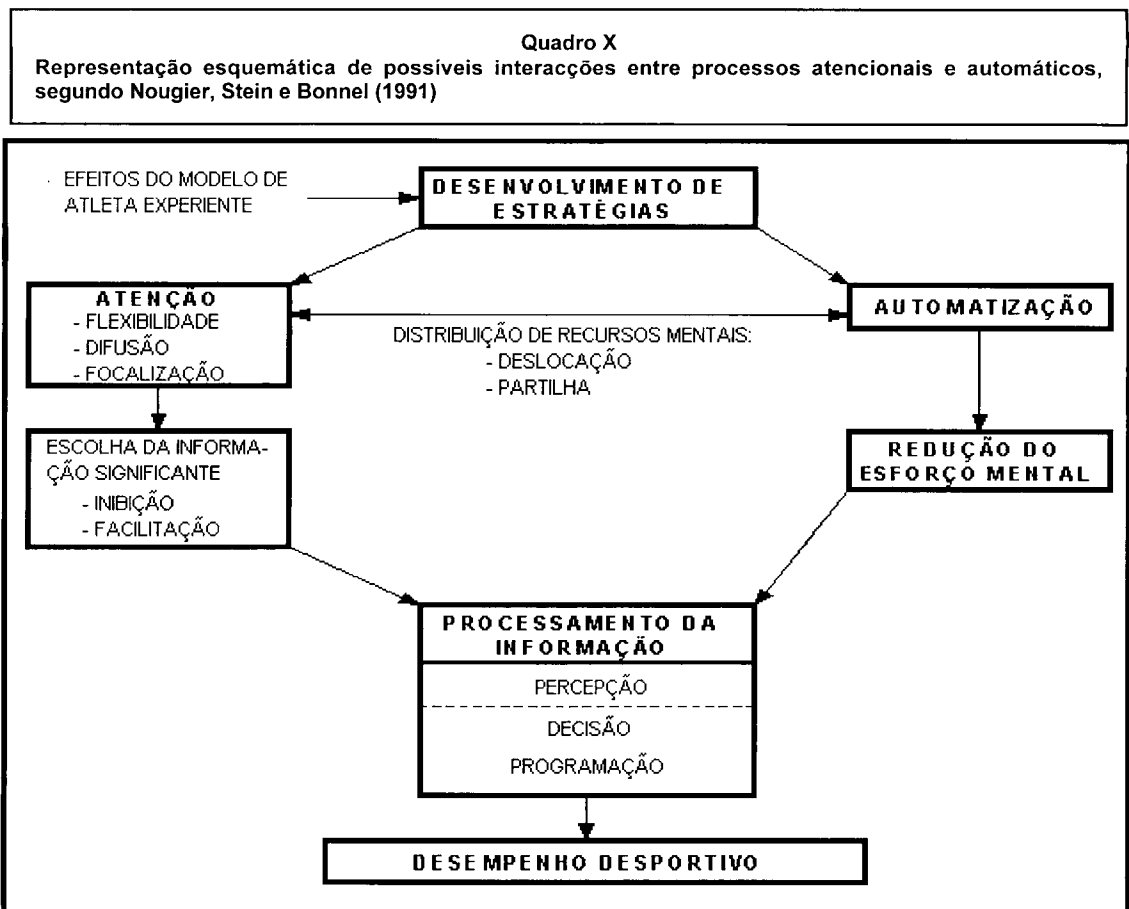 Quadro X
Representação esquemática de possíveis interacções entre processos atencionais e automáticos,
segundo Nougier, Stein e Bonnel (1991)
EFEITOS DO MODELO DE
ATLETA EXPERIENTE
DESENVOLVIMENTO DE
ESTRATÉGIAS
ATENÇÃO
- FLEXIBILIDADE
- DIFUSÃO
- FOCALIZAÇÃO
DISTRIBUIÇÃO DE RECURSOS MENTAIS:
- DESLOCAÇÃO
- PARTILHA
AUTOMATIZAÇÃO
ESCOLHA DA INFORMA-
ÇÃO SIGNIFICANTE
- INIBIÇÃO
- FACILITAÇÃO
REDUÇÃO DO
ESFORÇO MENTAL
PROCESSAMENTO DA
INFORMAÇÃO
PERCEPÇÃO
DECISÃO
PROGRAMAÇÃO
DESEMPENHO DESPORTIVO